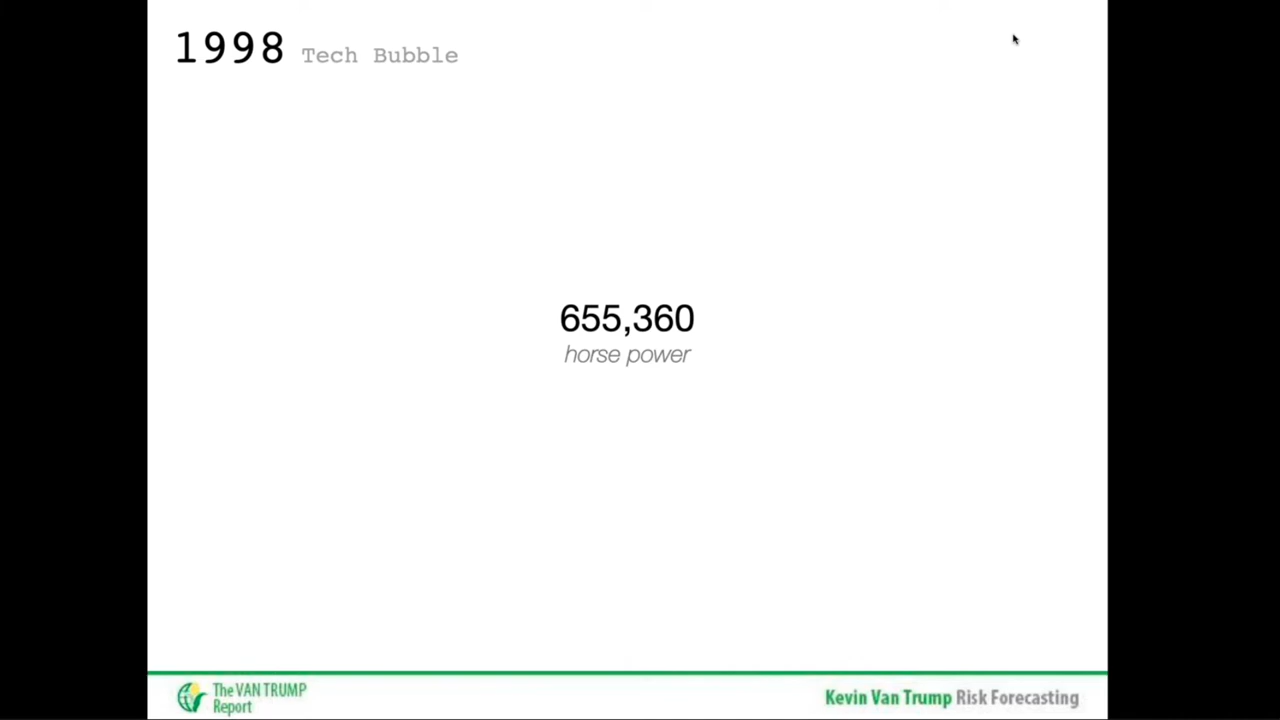 1998 Tech Bubble
655,360
horse power
The VAN TRUMP
Report
Kevin Van Trump Risk Forecasting